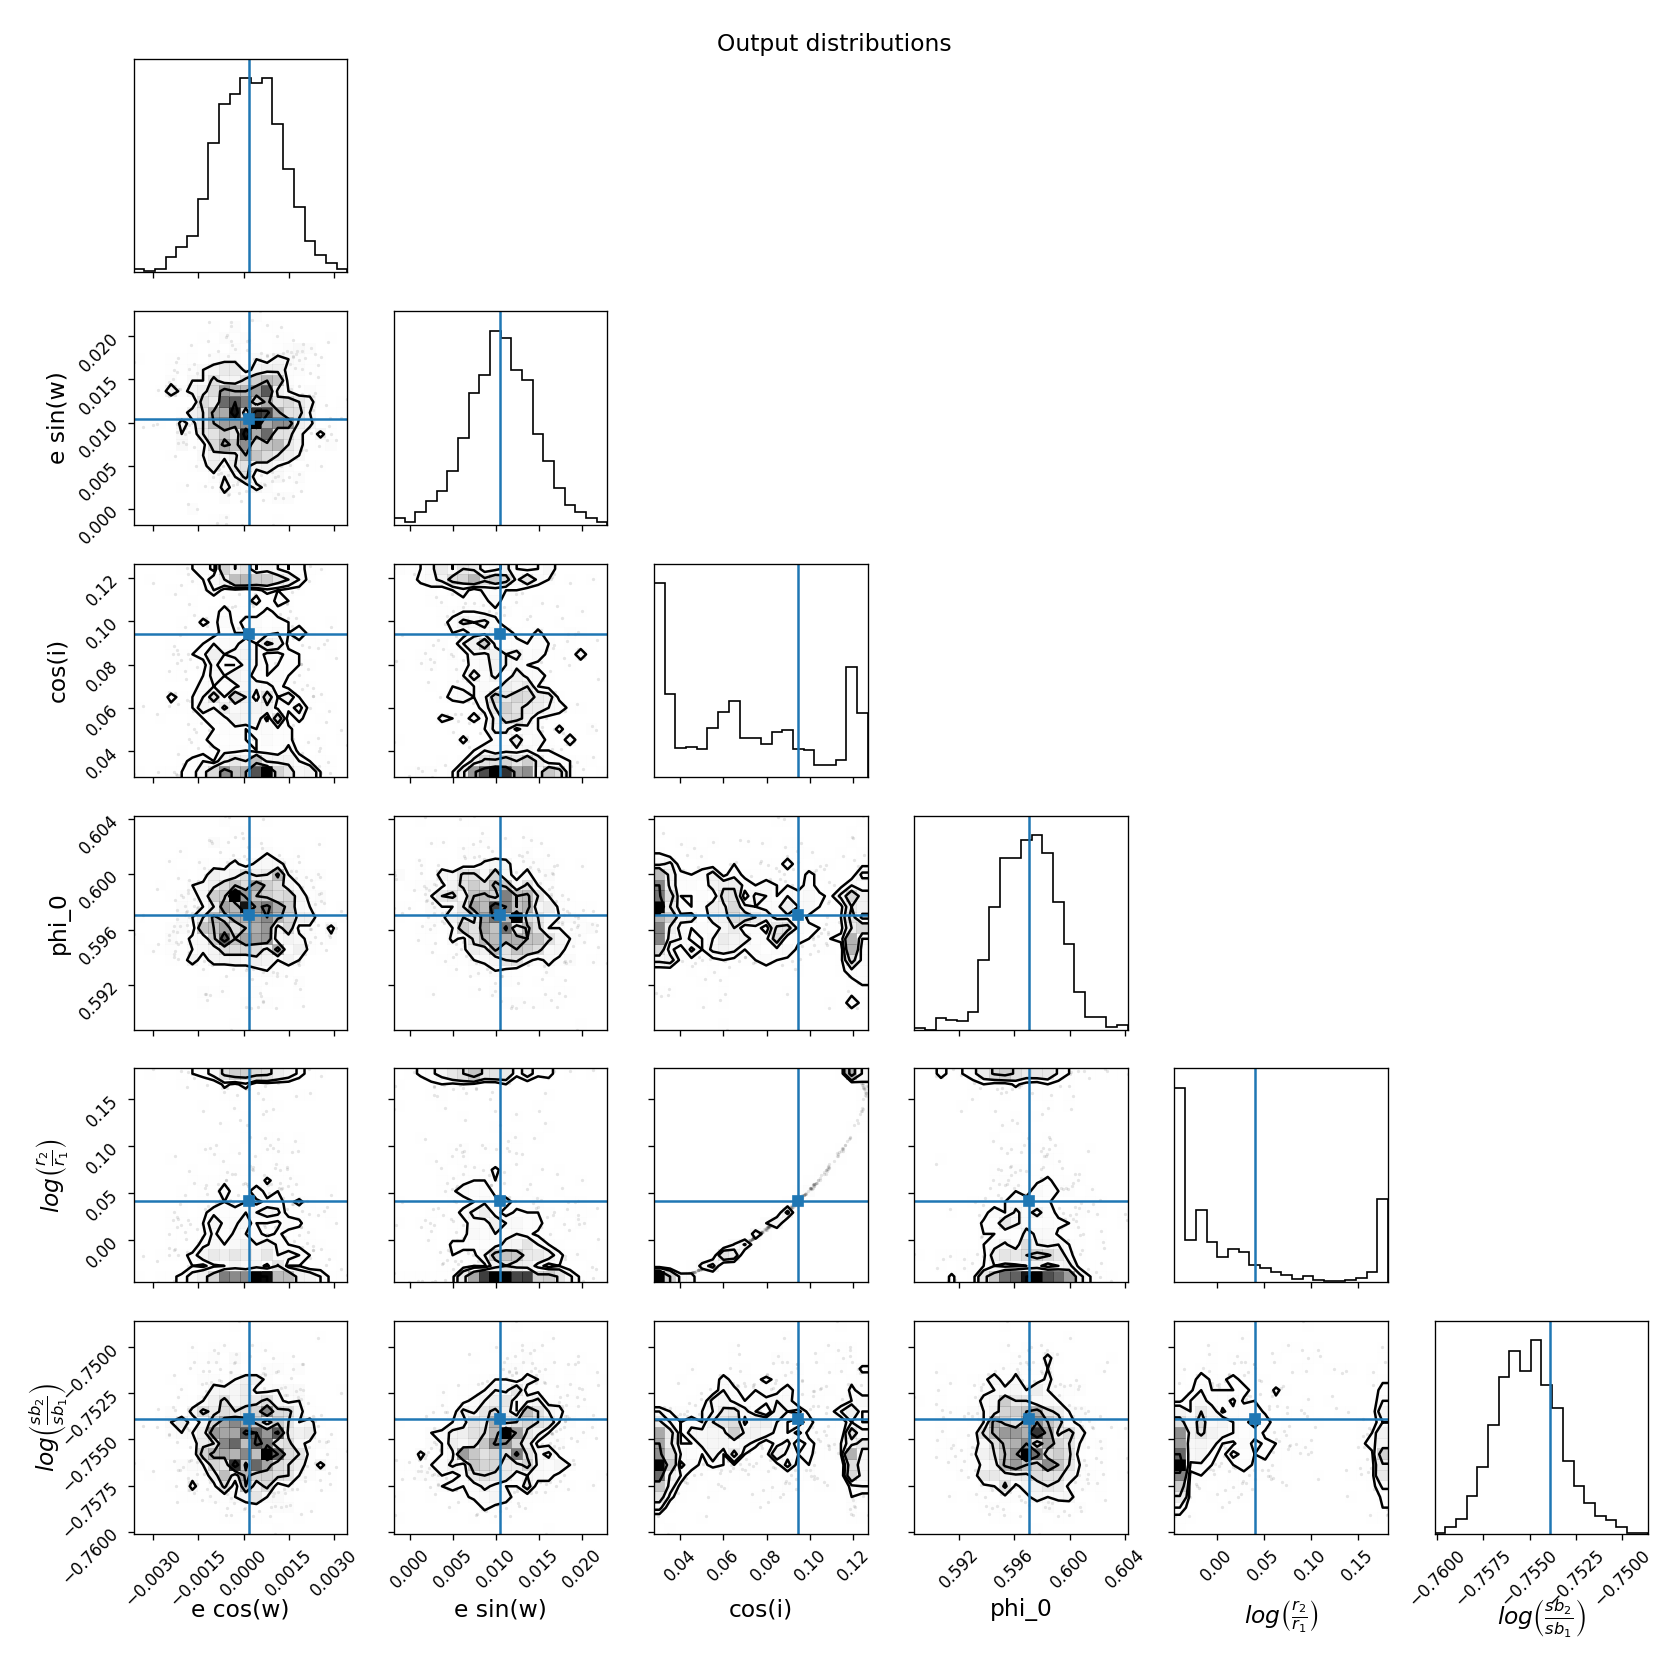 Output distributions
e sin(w)
0.020
0.015
0.010
0.005
0.000
cos(i)
0.12
0.10
0.08
0.06
0.04
phi_0
0.604
0.600
0.596
0.592
log(r₂/r₁)
0.15
0.10
0.05
0.00
log(sb₂/sb₁)
−0.7500
−0.7525
−0.7550
−0.7575
−0.7600
−0.0030 −0.0015 0.0000 0.0015 0.0030 0.000 0.005 0.010 0.015 0.020 0.04 0.06 0.08 0.10 0.12 0.592 0.596 0.600 0.604 0.00 0.05 0.10 0.15 −0.7600 −0.7575 −0.7550 −0.7525 −0.7500
e cos(w) e sin(w) cos(i) phi_0 log(r₂/r₁) log(sb₂/sb₁)